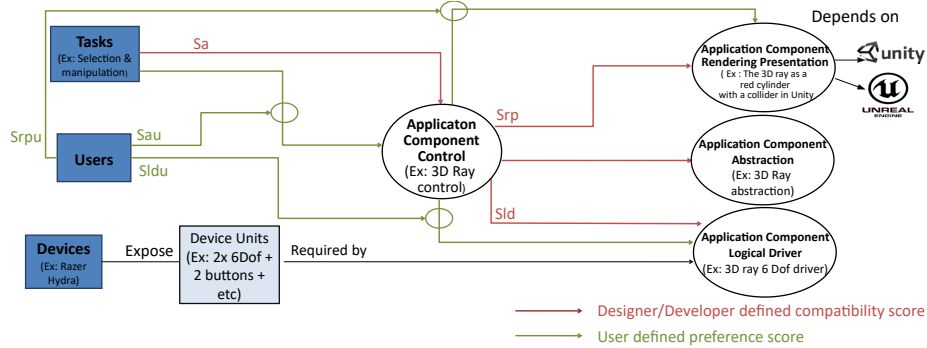 Tasks
(Ex: Selection &
manipulation)
Sa
Depends on
Application Component
Rendering Presentation
( Ex : The 3D ray as a
red cylinder
with a collider in Unity
unity
UNREAL
ENGINE
Srpu
Sau
Users
Sldu
Applicaton
Component
Control
(Ex: 3D Ray
control)
Srp
Application Component
Abstraction
(Ex: 3D Ray
abstraction)
Sld
Devices
(Ex: Razer
Hydra)
Expose
Device Units
(Ex: 2x 6Dof +
2 buttons +
etc)
Required by
Application Component
Logical Driver
(Ex: 3D ray 6 Dof driver)
Designer/Developer defined compatibility score
User defined preference score